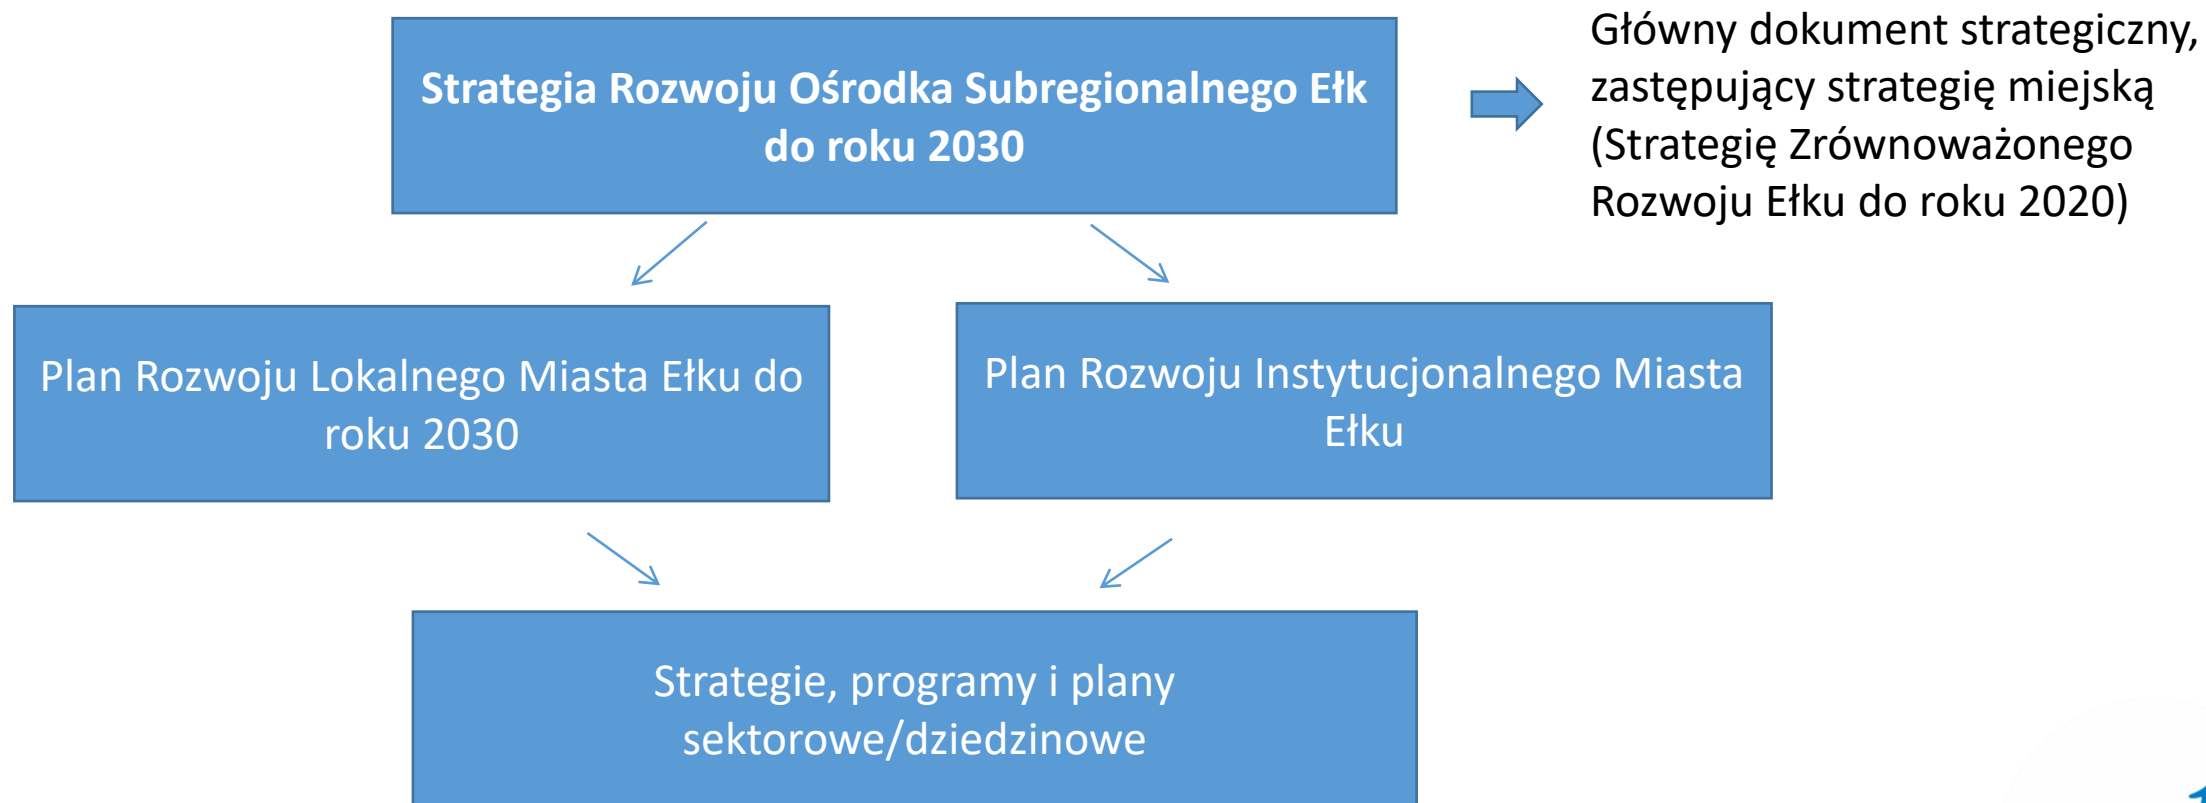 Strategia Rozwoju Ośrodka Subregionalnego Ełk
do roku 2030
Główny dokument strategiczny,
zastępujący strategię miejską
(Strategię Zrównoważonego
Rozwoju Ełku do roku 2020)
Plan Rozwoju Lokalnego Miasta Ełku do
roku 2030
Plan Rozwoju Instytucjonalnego Miasta
Ełku
Strategie, programy i plany
sektorowe/dziedzinowe